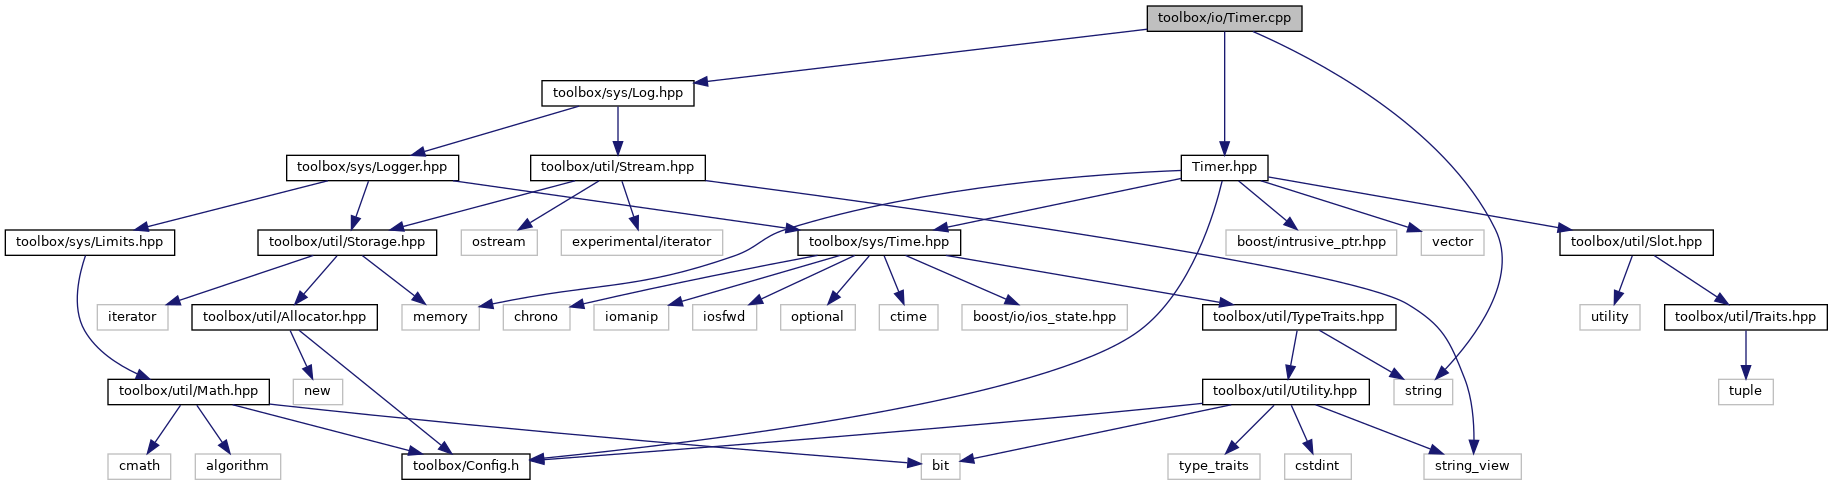 toolbox/io/Timer.cpp
toolbox/sys/Log.hpp
toolbox/sys/Logger.hpp
toolbox/util/Stream.hpp
Timer.hpp
toolbox/sys/Limits.hpp
toolbox/util/Storage.hpp
ostream
experimental/iterator
toolbox/sys/Time.hpp
boost/intrusive_ptr.hpp
vector
toolbox/util/Slot.hpp
iterator
toolbox/util/Allocator.hpp
memory
chrono
iomanip
iosfwd
optional
ctime
boost/io/ios_state.hpp
toolbox/util/TypeTraits.hpp
utility
toolbox/util/Traits.hpp
toolbox/util/Math.hpp
new
toolbox/util/Utility.hpp
string
tuple
cmath
algorithm
toolbox/Config.h
bit
type_traits
cstdint
string_view